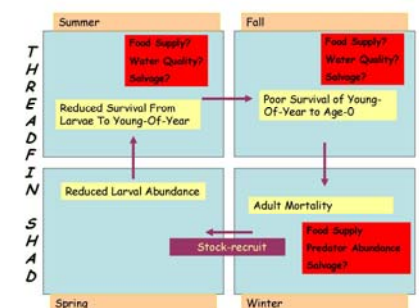 THREADFIN SHAD
Summer
Fall
Food Supply?
Water Quality?
Salvage?
Food Supply?
Water Quality?
Salvage?
Reduced Survival From
Larvae To Young-Of-Year
Poor Survival of Young-
Of-Year to Age-0
Reduced Larval Abundance
Adult Mortality
Stock-recruit
Food Supply
Predator Abundance
Salvage?
Spring
Winter